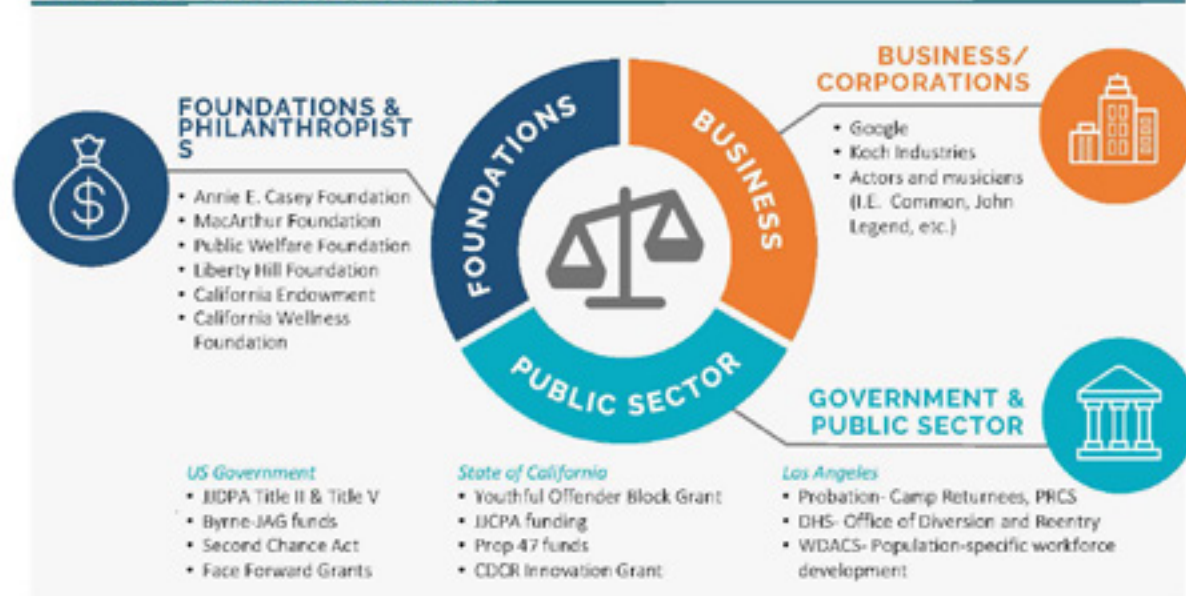 FOUNDATIONS &
PHILANTHROPIST
S
• Annie E. Casey Foundation
• MacArthur Foundation
• Public Welfare Foundation
• Liberty Hill Foundation
• California Endowment
• California Wellness
Foundation
FOUNDATIONS
BUSINESS
PUBLIC SECTOR
BUSINESS/
CORPORATIONS
• Google
• Koch Industries
• Actors and musicians
(I.E. Common, John
Legend, etc.)
GOVERNMENT &
PUBLIC SECTOR
US Government
• JJDPA Title II & Title V
• Byrne-JAG funds
• Second Chance Act
• Face Forward Grants
State of California
• Youthful Offender Block Grant
• JJCPA funding
• Prop 47 funds
• CDCR Innovation Grant
Los Angeles
• Probation- Camp Returnees, PRCS
• DHS- Office of Diversion and Reentry
• WDACS- Population-specific workforce
development